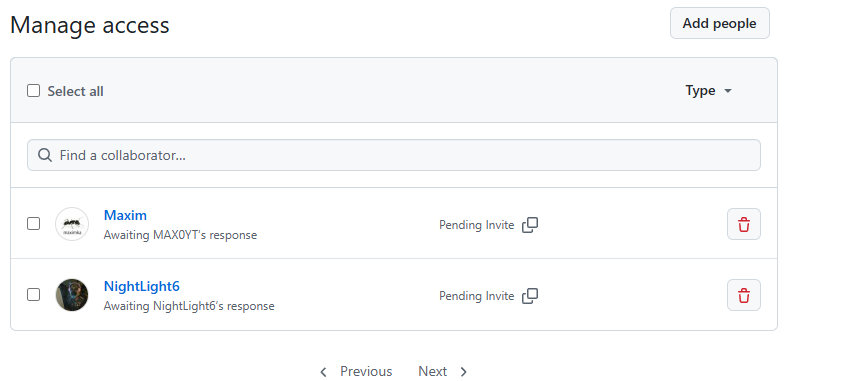 Manage access
Add people
Select all
Type
Find a collaborator...
Maxim
Awaiting MAX0YT's response
Pending Invite
NightLight6
Awaiting NightLight6's response
Pending Invite
Previous Next